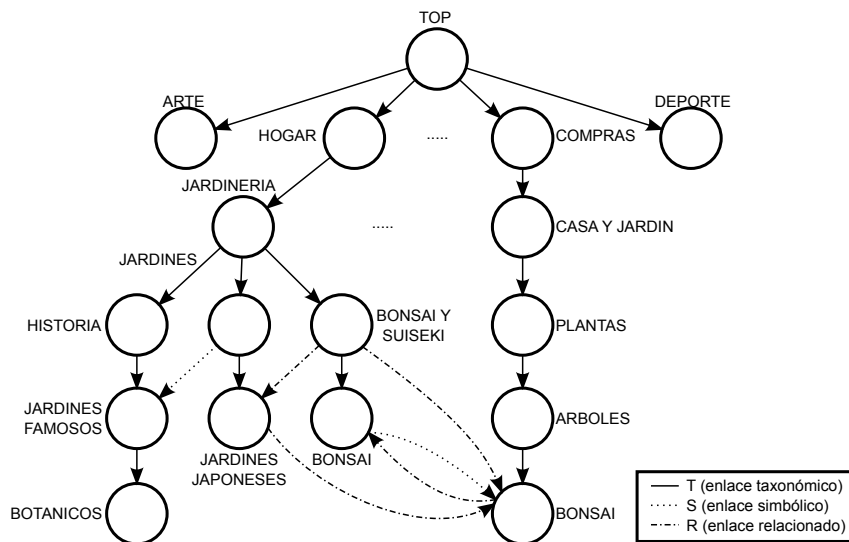 TOP
ARTE
DEPORTE
HOGAR
.....
COMPRAS
JARDINERIA
.....
CASA Y JARDIN
JARDINES
HISTORIA
BONSAI Y
SUISEKI
PLANTAS
JARDINES
FAMOSOS
ARBOLES
JARDINES
JAPONESES
BONSAI
BOTANICOS
BONSAI
T (enlace taxonómico)
S (enlace simbólico)
R (enlace relacionado)